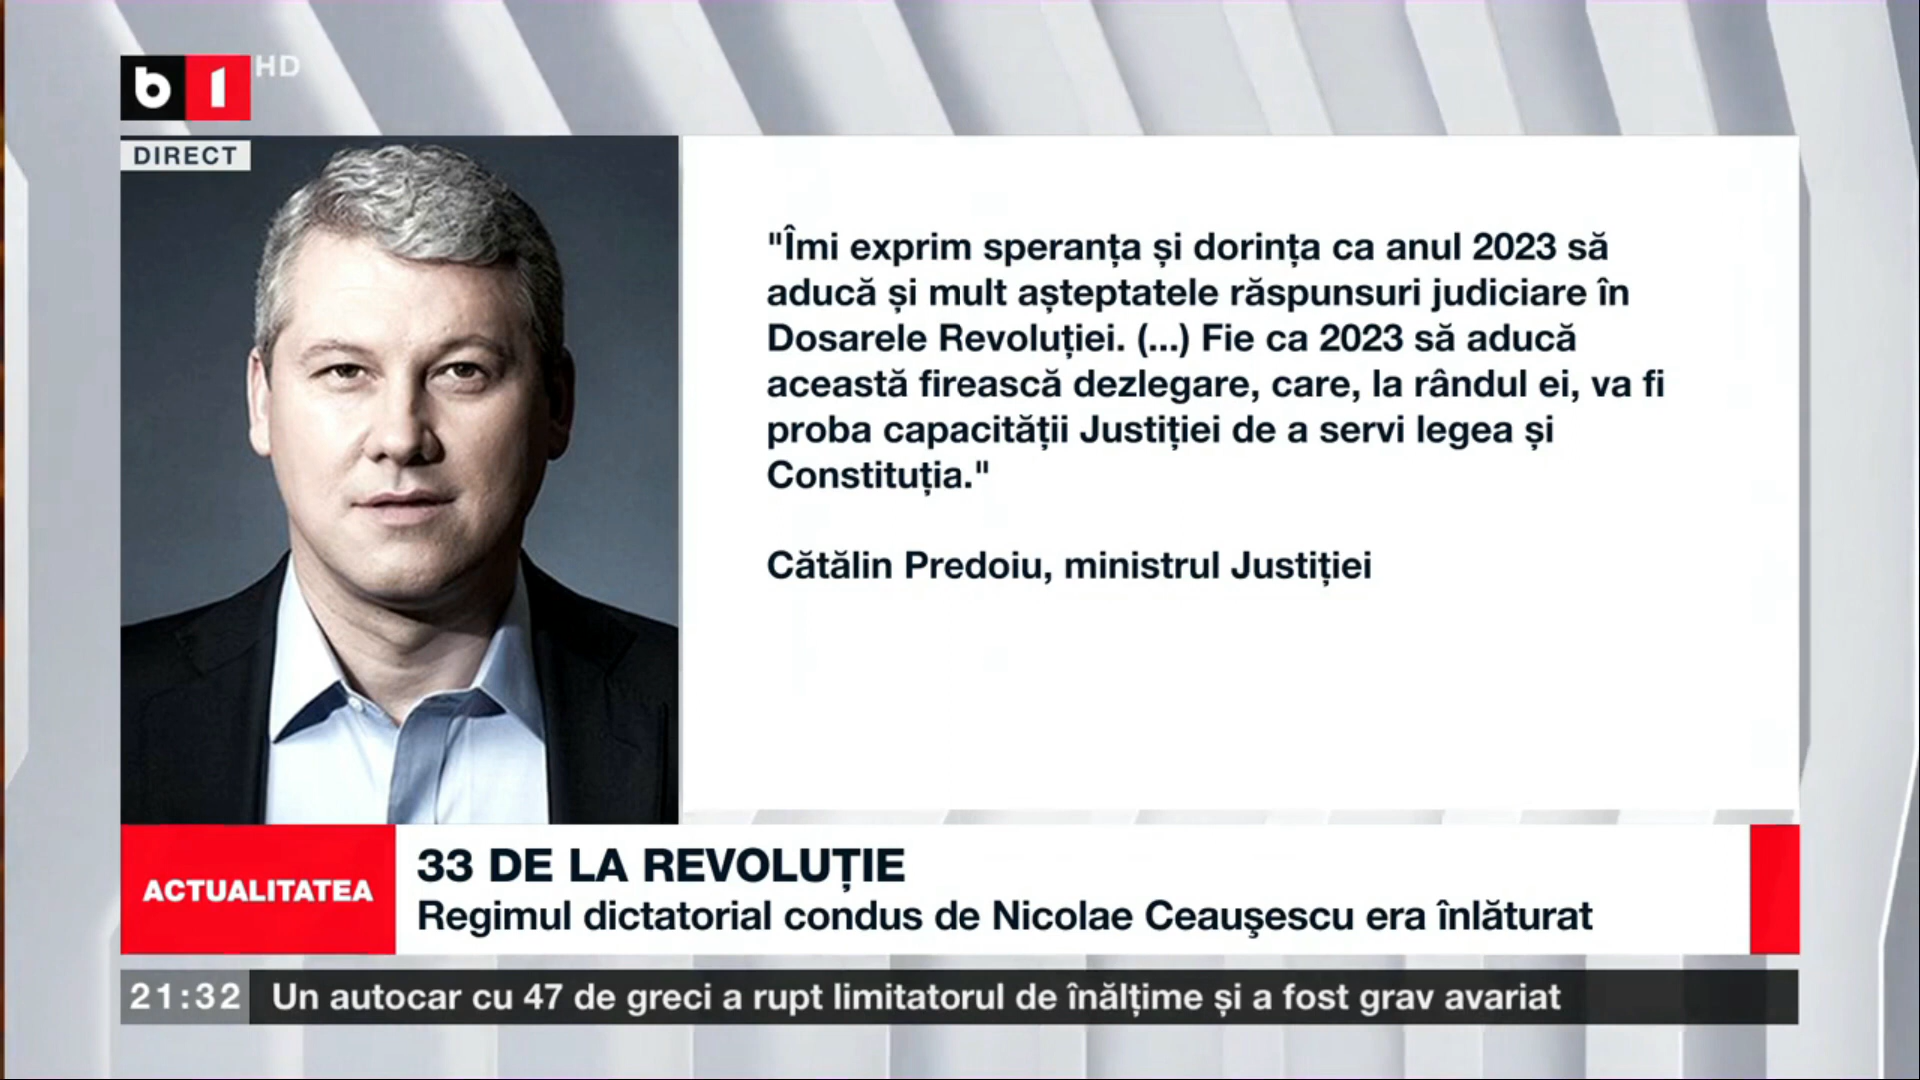 b 1 HD
DIRECT
"Îmi exprim speranța și dorința ca anul 2023 să
aducă și mult așteptatele răspunsuri judiciare în
Dosarele Revoluției. (...) Fie ca 2023 să aducă
această firească dezlegare, care, la rândul ei, va fi
proba capacității Justiției de a servi legea și
Constituția."
Cătălin Predoiu, ministrul Justiției
ACTUALITATEA
33 DE LA REVOLUȚIE
Regimul dictatorial condus de Nicolae Ceauşescu era înlăturat
21:32 Un autocar cu 47 de greci a rupt limitatorul de înălțime și a fost grav avariat